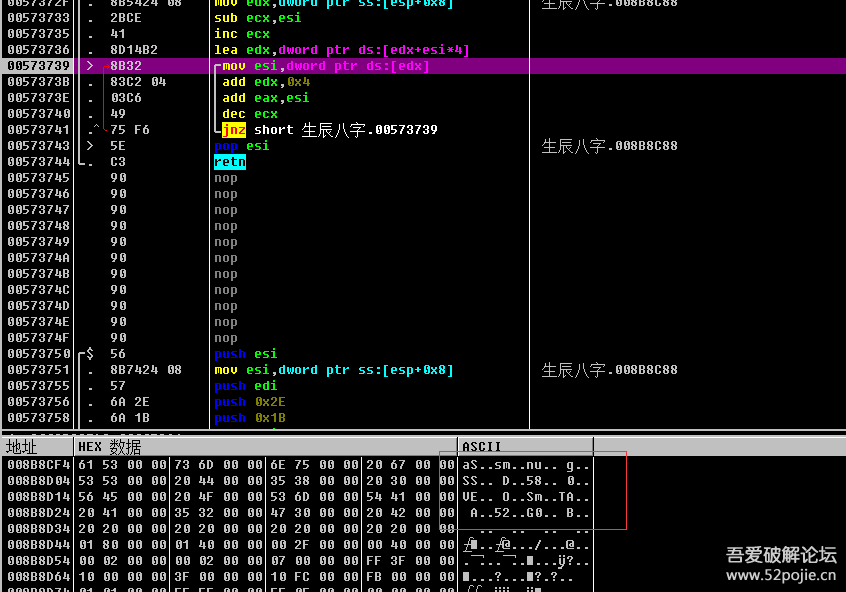 0057372F . 8B5424 08 mov edx,dword ptr ss:[esp+0x8] 生辰八字.008B8C88
00573733 . 2BCE sub ecx,esi
00573735 . 41 inc ecx
00573736 . 8D14B2 lea edx,dword ptr ds:[edx+esi*4]
00573739 > 8B32 mov esi,dword ptr ds:[edx]
0057373B . 83C2 04 add edx,0x4
0057373E . 03C6 add eax,esi
00573740 . 49 dec ecx
00573741 .^ 75 F6 jnz short 生辰八字.00573739
00573743 > 5E pop esi 生辰八字.008B8C88
00573744 . C3 retn
00573745 90 nop
00573746 90 nop
00573747 90 nop
00573748 90 nop
00573749 90 nop
0057374A 90 nop
0057374B 90 nop
0057374C 90 nop
0057374D 90 nop
0057374E 90 nop
0057374F 90 nop
00573750 $ 56 push esi
00573751 . 8B7424 08 mov esi,dword ptr ss:[esp+0x8] 生辰八字.008B8C88
00573755 . 57 push edi
00573756 . 6A 2E push 0x2E
00573758 . 6A 1B push 0x1B
地址 HEX 数据 ASCII
008B8CF4 61 53 00 00 73 6D 00 00 6E 75 00 00 20 67 00 00 aS..sm..nu.. g..
008B8D04 53 53 00 00 20 44 00 00 35 38 00 00 20 30 00 00 SS.. D..58.. 0..
008B8D14 56 45 00 00 20 4F 00 00 53 6D 00 00 54 41 00 00 VE.. O..Sm..TA..
008B8D24 20 41 00 00 35 32 00 00 47 30 00 00 20 42 00 00  A..52..G0.. B..
008B8D34 20 20 00 00 20 20 00 00 20 20 00 00 20 20 00 00 .. .. .. ..
008B8D44 01 80 00 00 01 40 00 00 00 2F 00 00 00 40 00 00
008B8D54 00 02 00 00 00 02 00 00 07 00 00 00 FF 3F 00 00
008B8D64 10 00 00 00 3F 00 00 00 10 FC 00 00 FB 00 00 00
吾爱破解论坛
www.52pojie.cn